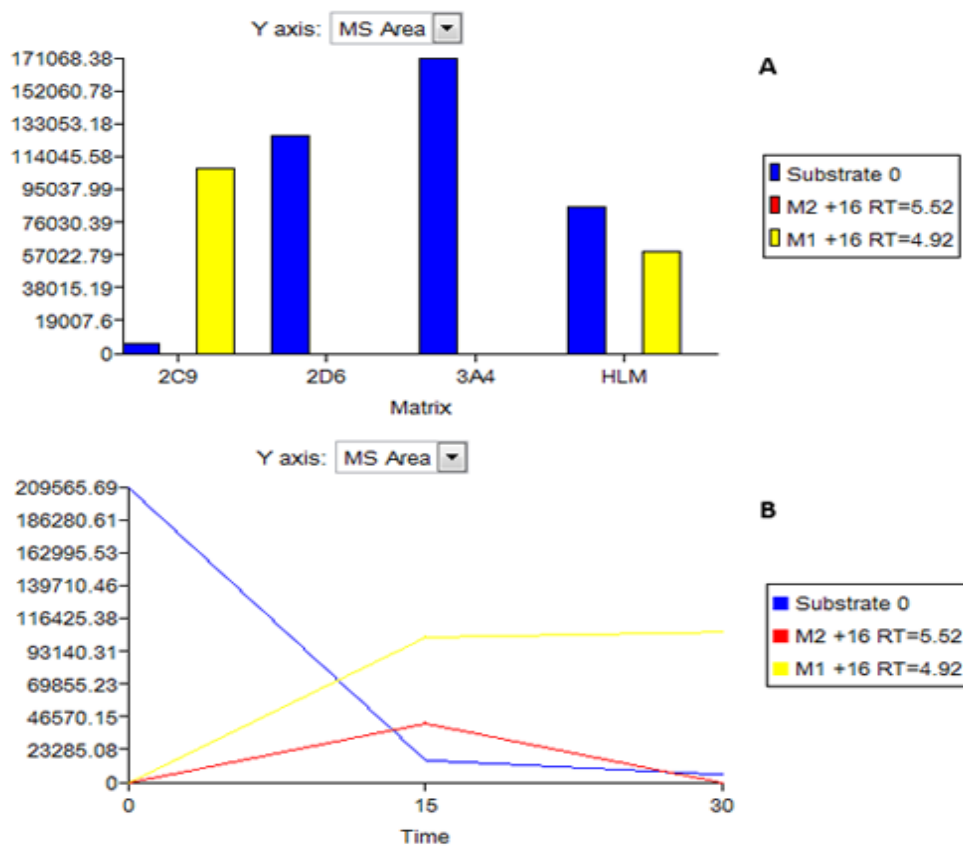 Y axis: MS Area
171068.38
152060.78
133053.18
114045.58
95037.99
76030.39
57022.79
38015.19
19007.6
0
2C9 2D6 3A4 HLM
Matrix
A
Substrate 0
M2 +16 RT=5.52
M1 +16 RT=4.92
Y axis: MS Area
209565.69
186280.61
162995.53
139710.46
116425.38
93140.31
69855.23
46570.15
23285.08
0
0 15 30
Time
B
Substrate 0
M2 +16 RT=5.52
M1 +16 RT=4.92